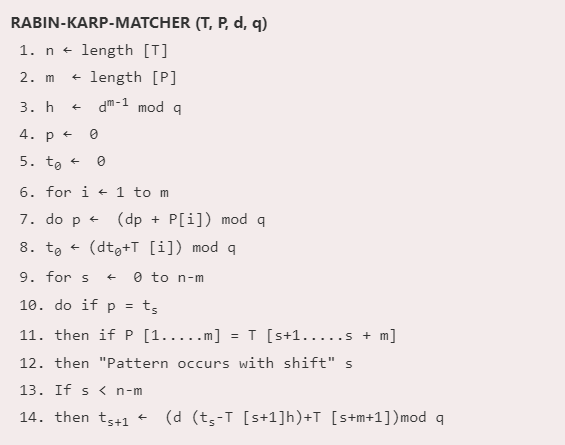 RABIN-KARP-MATCHER (T, P, d, q)
1. n ← length [T]
2. m ← length [P]
3. h ← dᵐ⁻¹ mod q
4. p ← 0
5. t₀ ← 0
6. for i ← 1 to m
7. do p ← (dp + P[i]) mod q
8. t₀ ← (dt₀+T [i]) mod q
9. for s ← 0 to n-m
10. do if p = tₛ
11. then if P [1.....m] = T [s+1.....s + m]
12. then "Pattern occurs with shift" s
13. If s < n-m
14. then tₛ₊₁ ← (d (tₛ-T [s+1]h)+T [s+m+1])mod q